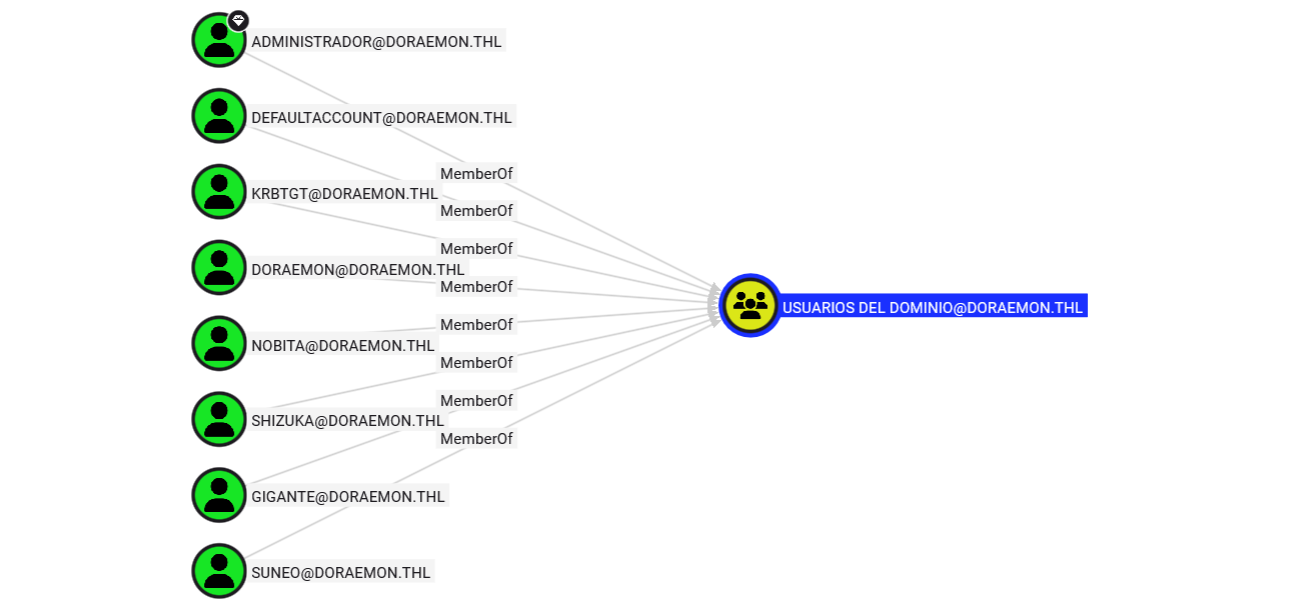 ADMINISTRADOR@DORAEMON.THL
DEFAULTACCOUNT@DORAEMON.THL
MemberOf
KRBTGT@DORAEMON.THL
MemberOf
MemberOf
DORAEMON@DORAEMON.THL
MemberOf
USUARIOS DEL DOMINIO@DORAEMON.THL
MemberOf
NOBITA@DORAEMON.THL
MemberOf
MemberOf
SHIZUKA@DORAEMON.THL
MemberOf
GIGANTE@DORAEMON.THL
SUNEO@DORAEMON.THL